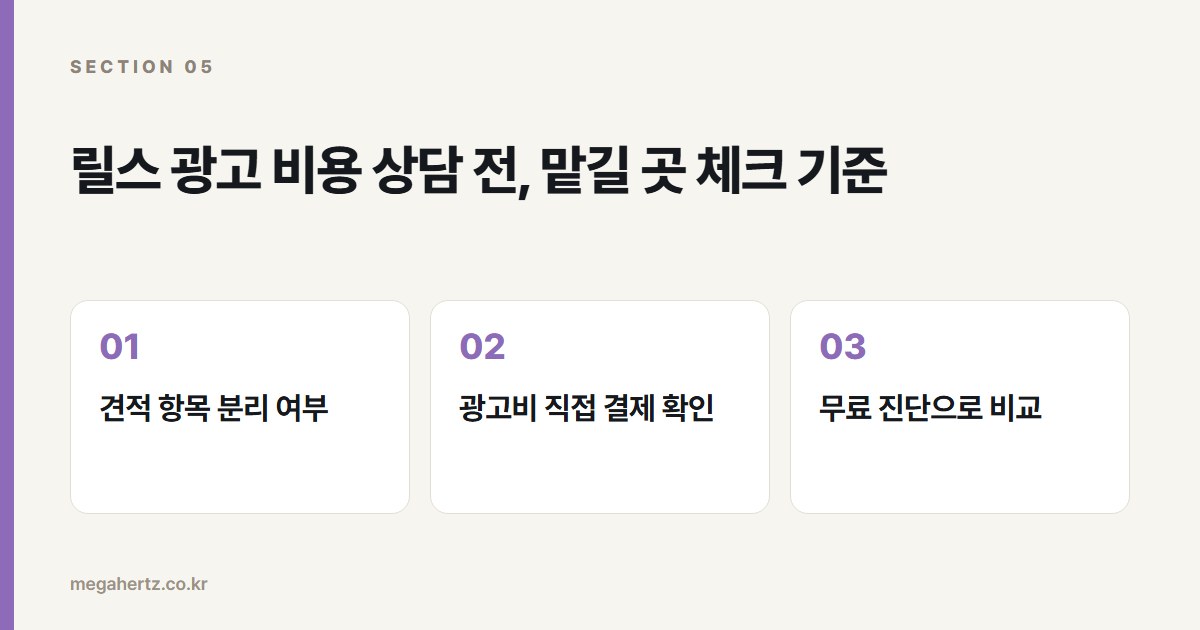 SECTION 05
릴스 광고 비용 상담 전, 맡길 곳 체크 기준
01
견적 항목 분리 여부
02
광고비 직접 결제 확인
03
무료 진단으로 비교
megahertz.co.kr